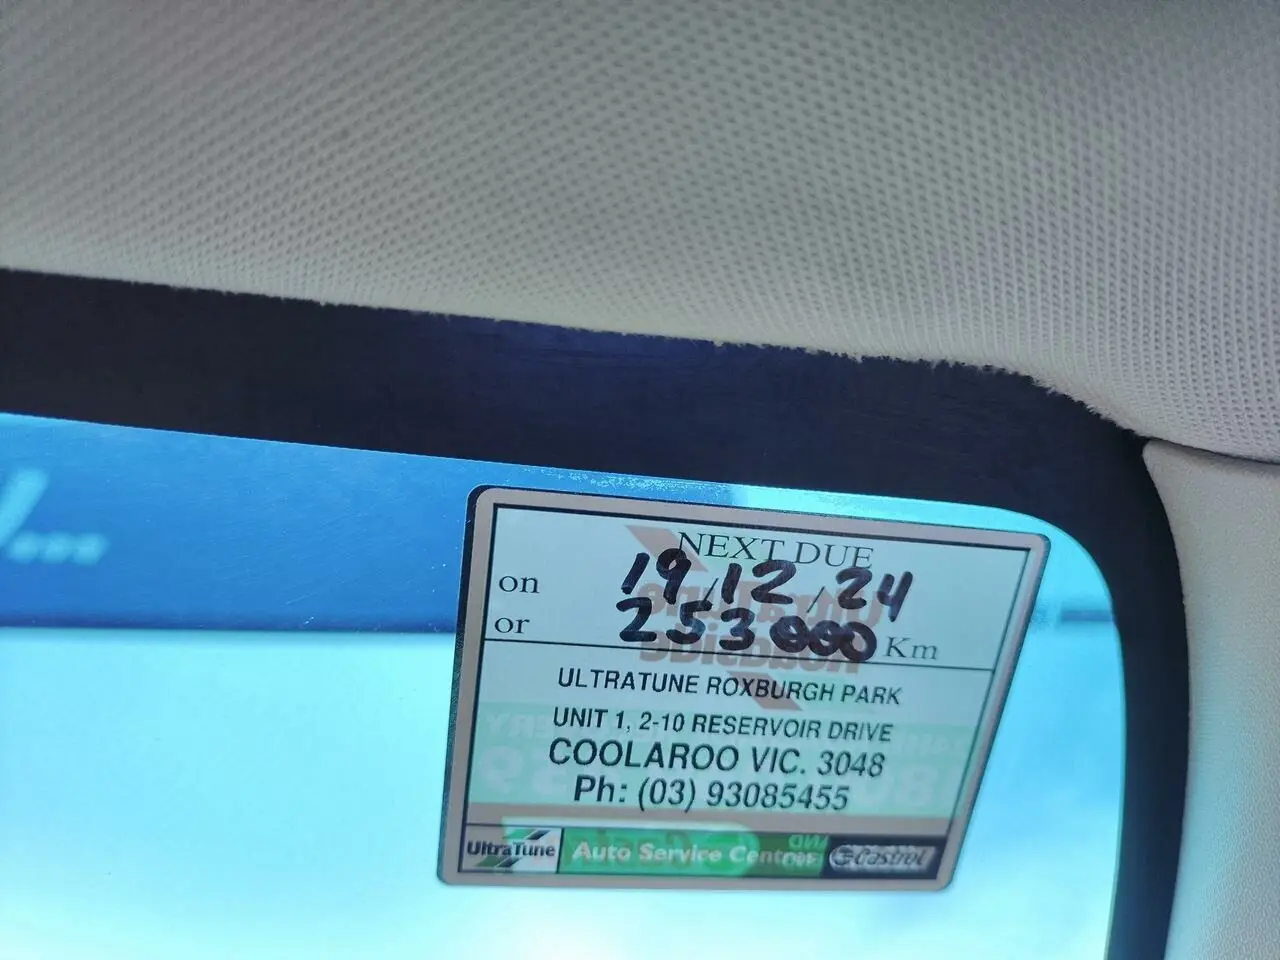 NEXT DUE
on 19/12/24
or 253000 Km
ULTRATUNE ROXBURGH PARK
UNIT 1, 2-10 RESERVOIR DRIVE
COOLAROO VIC. 3048
Ph: (03) 93085455
UltraTune Auto Service Centres Castrol